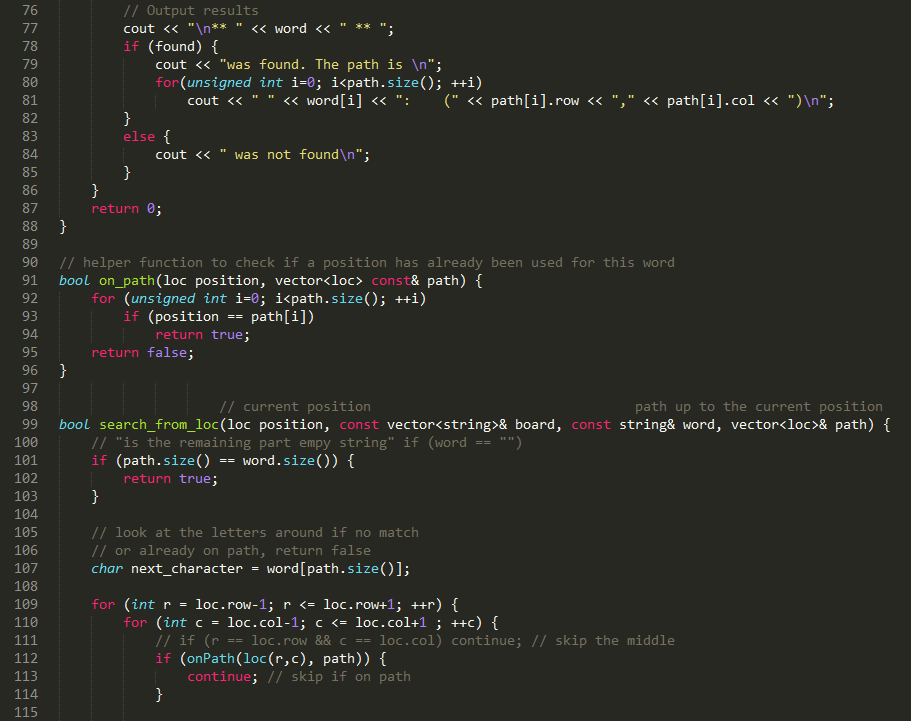 76 // Output results
77 cout << "\n** " << word << " ** ";
78 if (found) {
79 cout << "was found. The path is \n";
80 for(unsigned int i=0; i<path.size(); ++i)
81 cout << " " << word[i] << ":    (" << path[i].row << "," << path[i].col << ")\n";
82 }
83 else {
84 cout << " was not found\n";
85 }
86 }
87 return 0;
88 }
89
90 // helper function to check if a position has already been used for this word
91 bool on_path(loc position, vector<loc> const& path) {
92 for (unsigned int i=0; i<path.size(); ++i)
93 if (position == path[i])
94 return true;
95 return false;
96 }
97
98 // current position                                 path up to the current position
99 bool search_from_loc(loc position, const vector<string>& board, const string& word, vector<loc>& path) {
100 // "is the remaining part empy string" if (word == "")
101 if (path.size() == word.size()) {
102 return true;
103 }
104
105 // look at the letters around if no match
106 // or already on path, return false
107 char next_character = word[path.size()];
108
109 for (int r = loc.row-1; r <= loc.row+1; ++r) {
110 for (int c = loc.col-1; c <= loc.col+1 ; ++c) {
111 // if (r == loc.row && c == loc.col) continue; // skip the middle
112 if (onPath(loc(r,c), path)) {
113 continue; // skip if on path
114 }
115